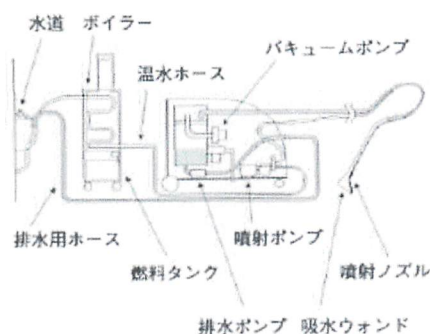 水道 ボイラー
バキュームポンプ
温水ホース
排水用ホース
噴射ポンプ
燃料タンク
噴射ノズル
排水ポンプ 吸水ウォンド